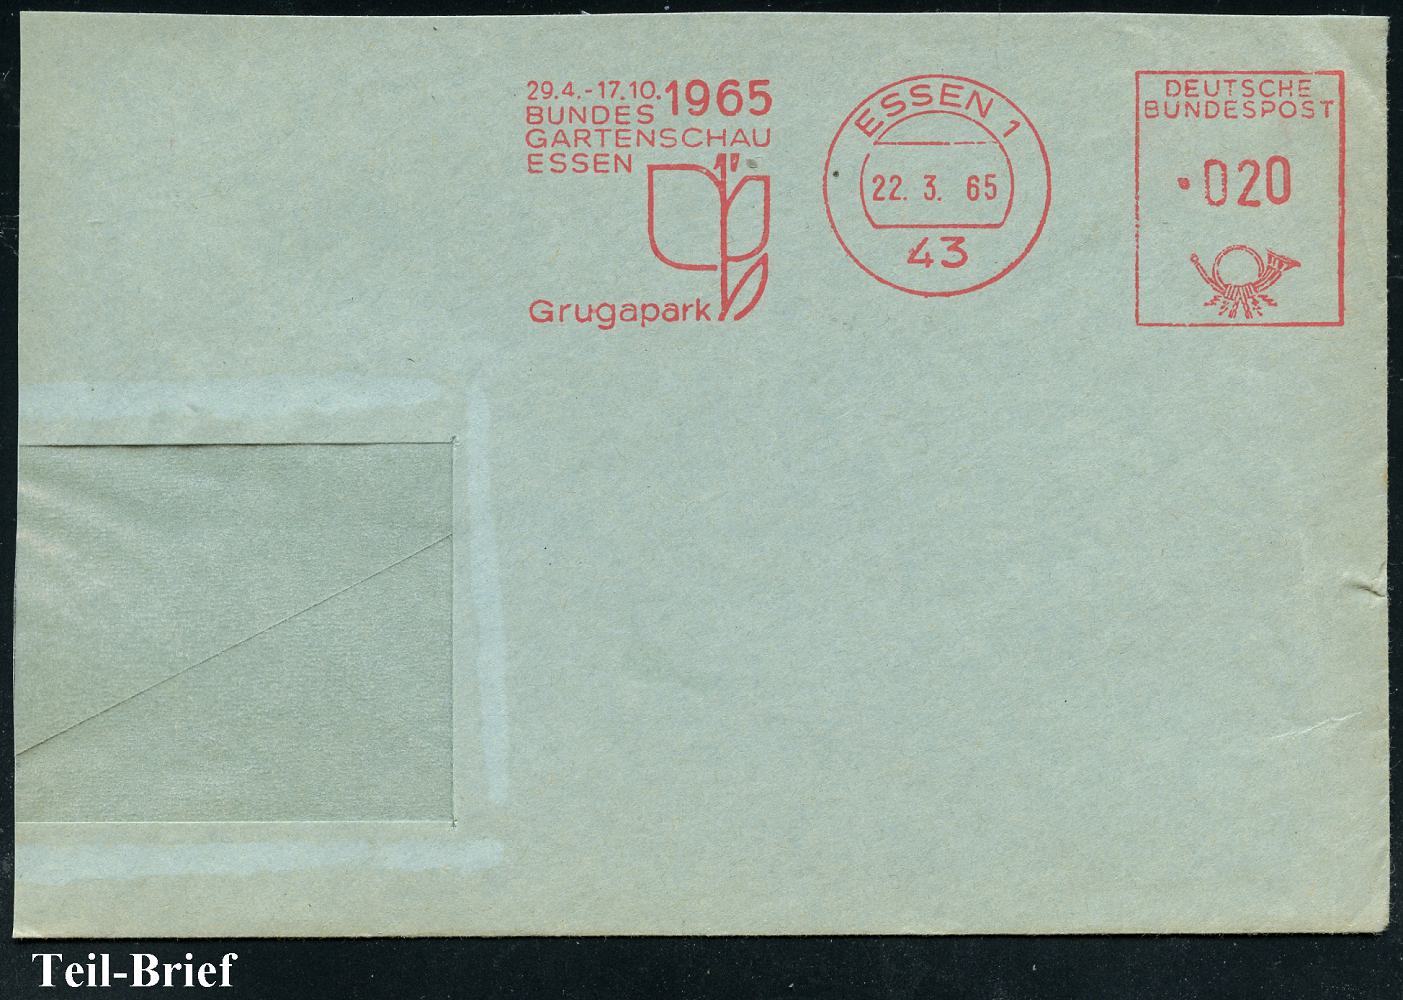 29.4.-17.10. 1965
BUNDES
GARTENSCHAU
ESSEN
Grugapark
ESSEN 1
22. 3. 65
43
DEUTSCHE
BUNDESPOST
·020
Teil-Brief